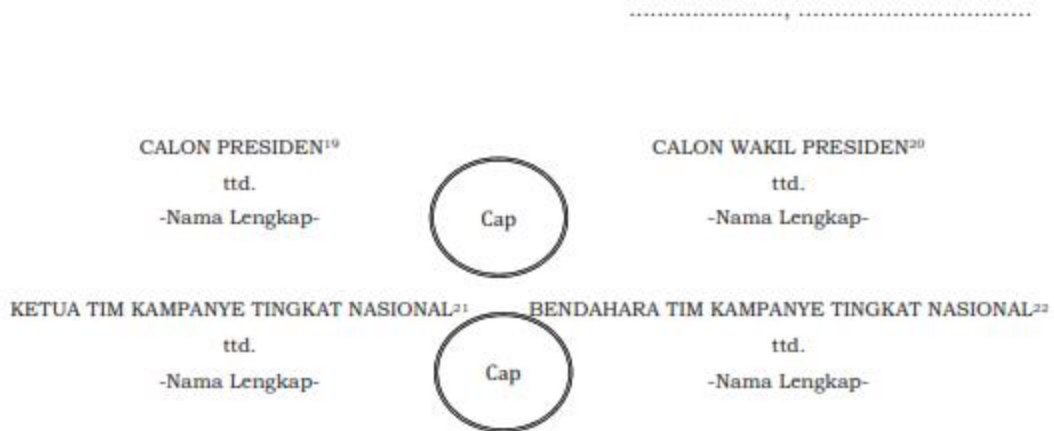 ......................, .................................
CALON PRESIDEN¹⁹ CALON WAKIL PRESIDEN²⁰
ttd. ttd.
-Nama Lengkap- Cap -Nama Lengkap-
KETUA TIM KAMPANYE TINGKAT NASIONAL²¹ BENDAHARA TIM KAMPANYE TINGKAT NASIONAL²²
ttd. ttd.
-Nama Lengkap- Cap -Nama Lengkap-